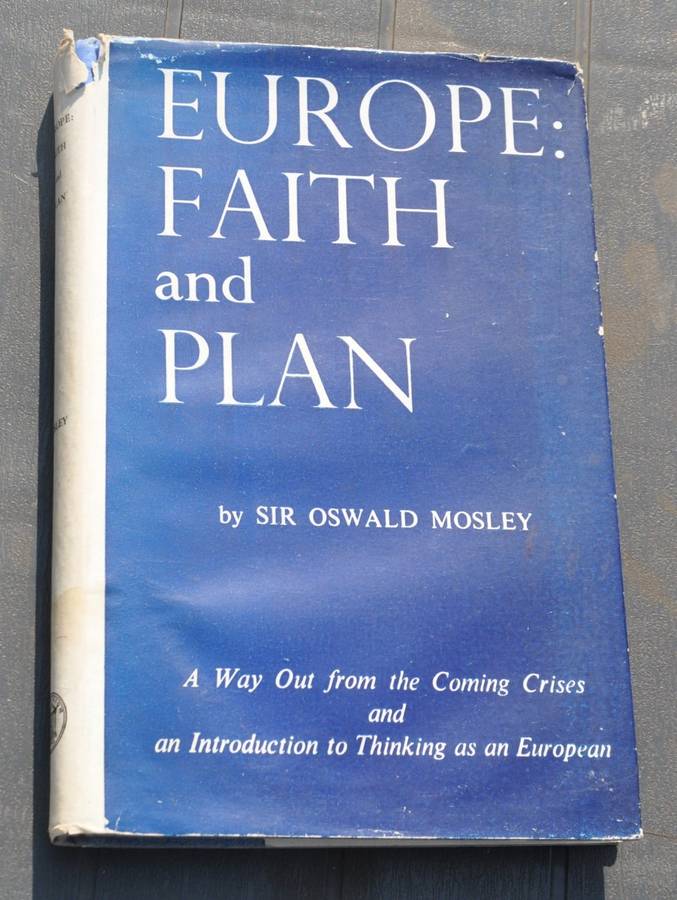 EUROPE:
FAITH
and
PLAN
by SIR OSWALD MOSLEY
A Way Out from the Coming Crises
and
an Introduction to Thinking as an European